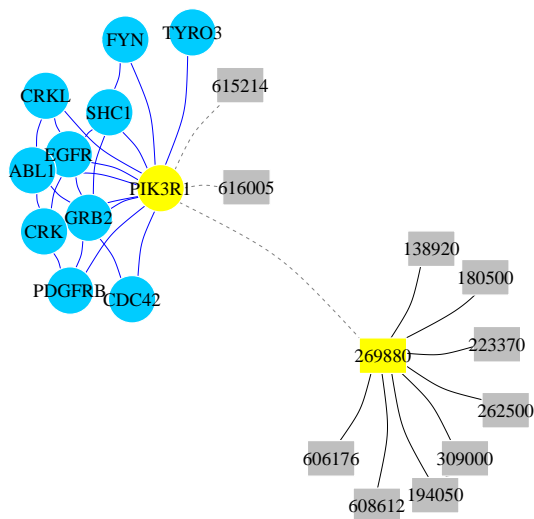 FYN
TYRO3
615214
CRKL
SHC1
EGFR
ABL1
PIK3R1
616005
GRB2
CRK
138920
180500
PDGFRB
CDC42
223370
269880
262500
606176
309000
194050
608612